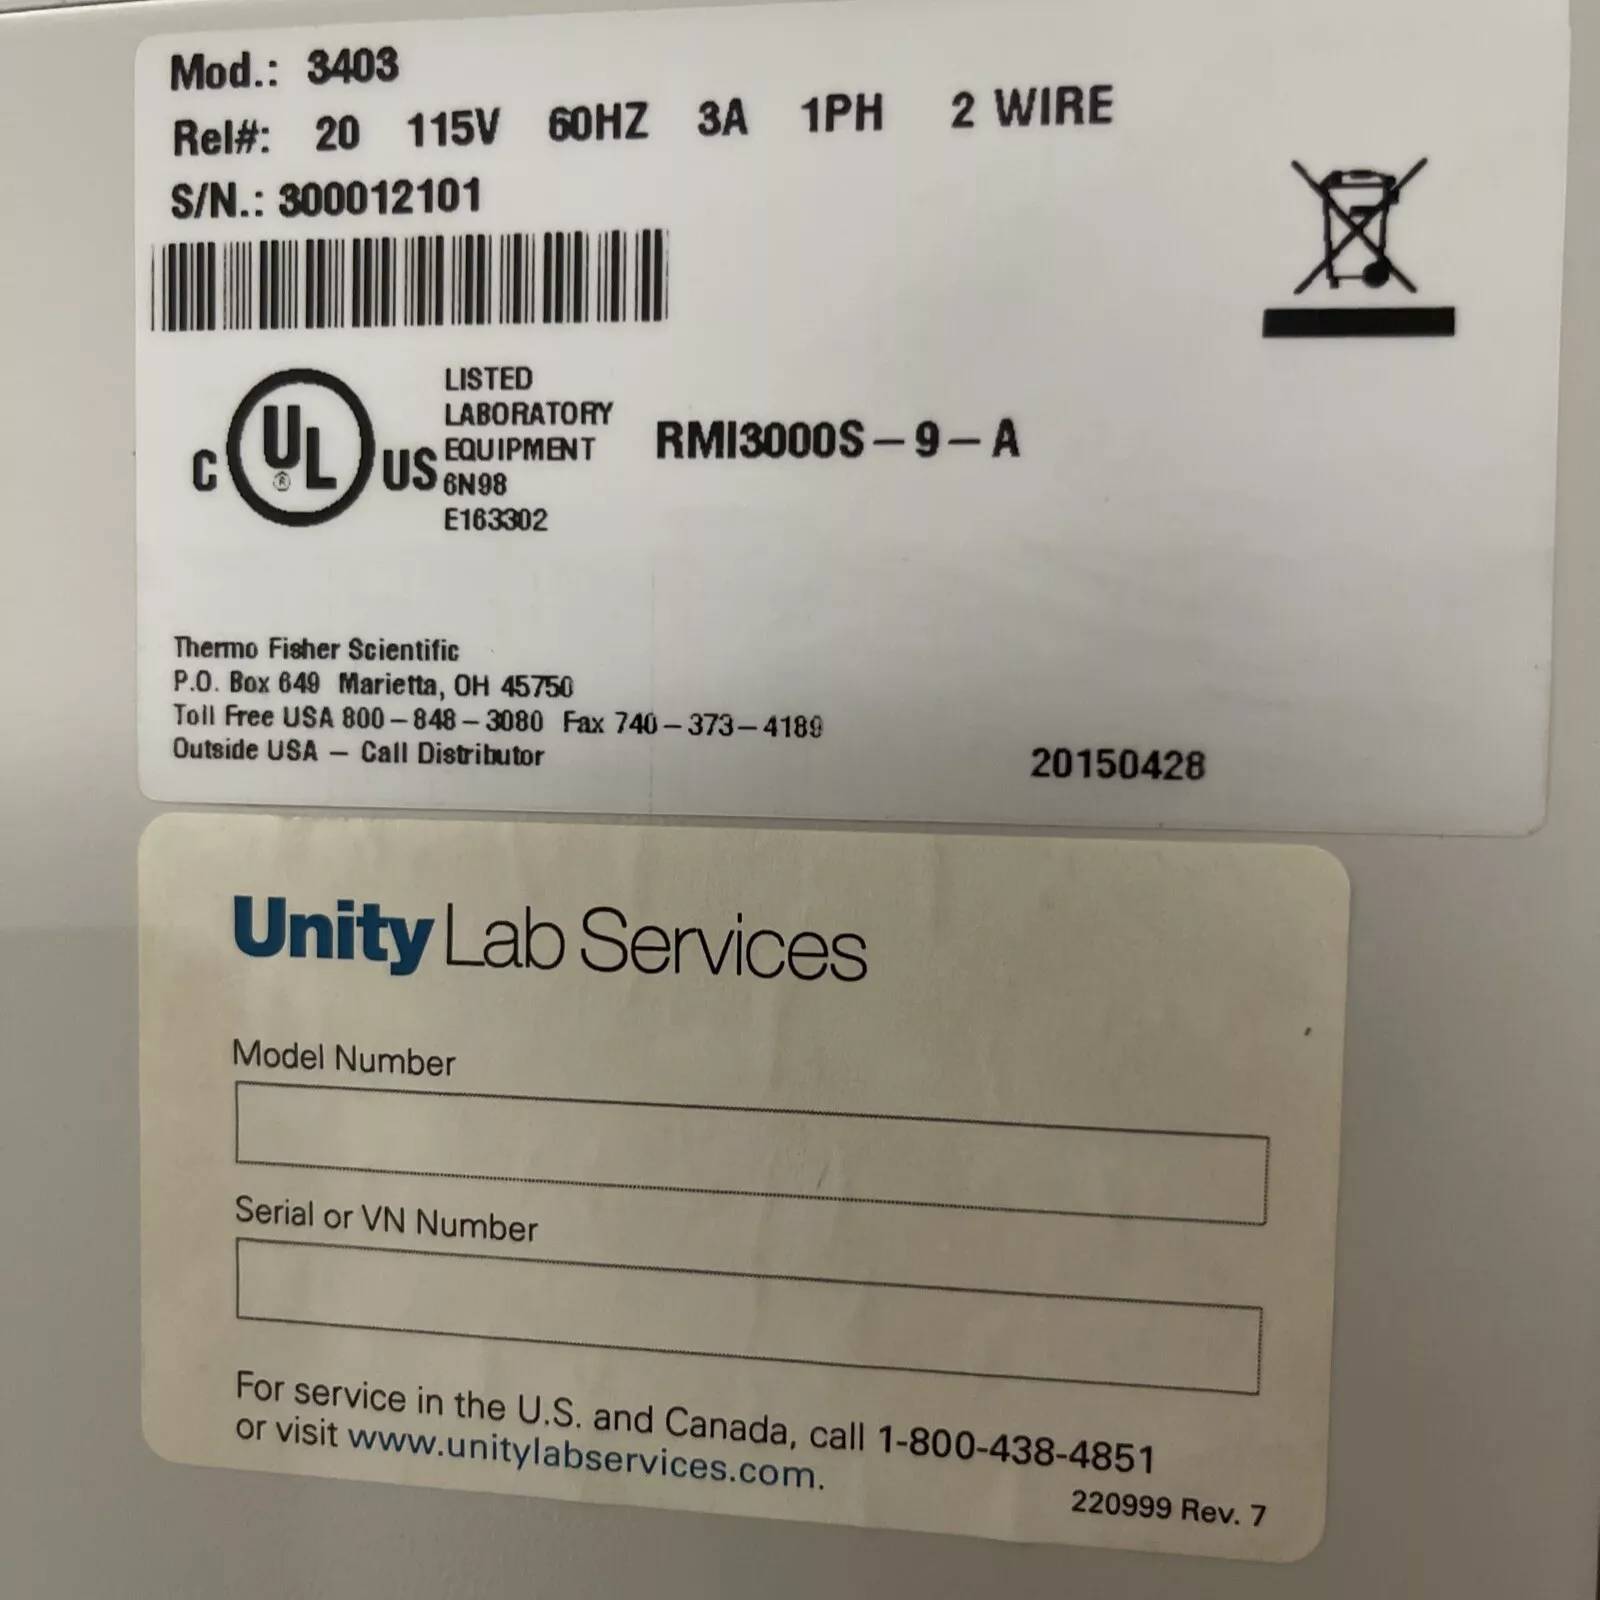 Mod.: 3403
Rel#: 20 115V 60HZ 3A 1PH 2 WIRE
S/N.: 300012101
C UL ® US
LISTED
LABORATORY
EQUIPMENT
6N98
E163302
RMI3000S-9-A
Thermo Fisher Scientific
P.O. Box 649 Marietta, OH 45750
Toll Free USA 800-848-3080 Fax 740-373-4189
Outside USA - Call Distributor
20150428
Unity Lab Services
Model Number
Serial or VN Number
For service in the U.S. and Canada, call 1-800-438-4851
or visit www.unitylabservices.com.
220999 Rev. 7